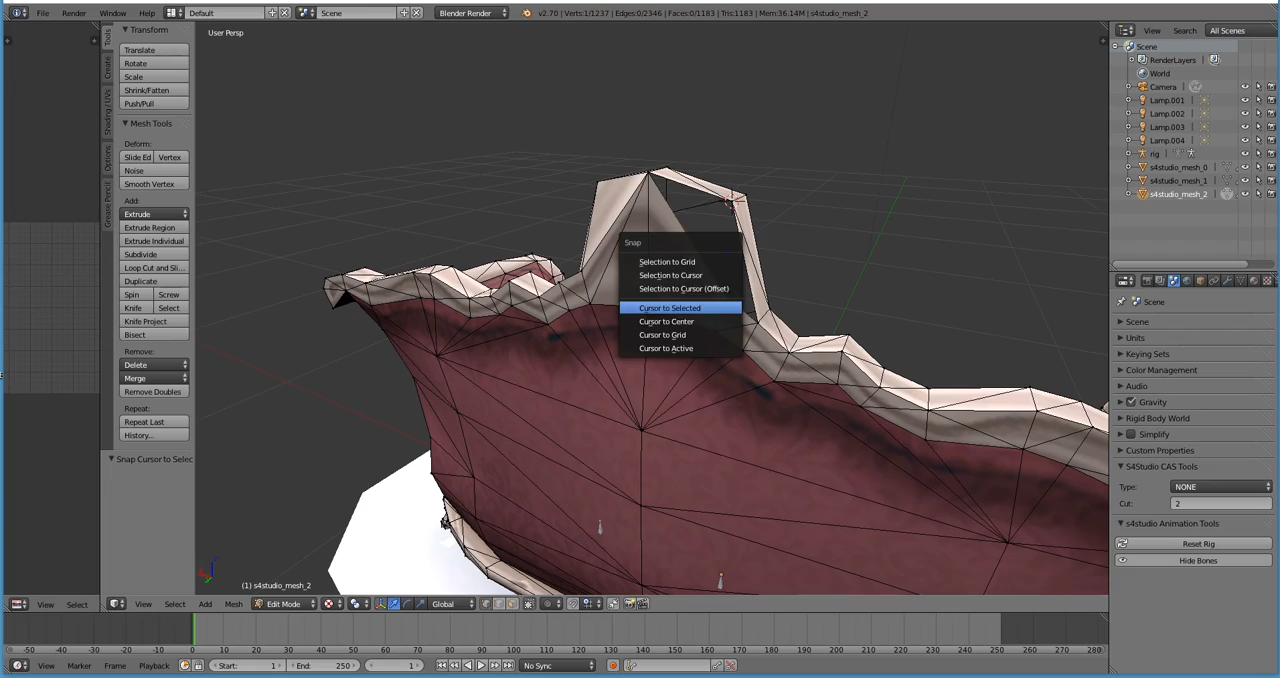 File Render Window Help Default Scene Blender Render v2.70 | Verts:1/1237 | Edges:0/2346 | Faces:0/1183 | Tris:1183 | Mem:36.14M | s4studio_mesh_2
Tools
Create
Shading / UVs
Options
Grease Pencil
Transform
Translate
Rotate
Scale
Shrink/Fatten
Push/Pull
Mesh Tools
Deform:
Slide Ed Vertex
Noise
Smooth Vertex
Add:
Extrude
Extrude Region
Extrude Individual
Subdivide
Loop Cut and Sli...
Duplicate
Spin Screw
Knife Select
Knife Project
Bisect
Remove:
Delete
Merge
Remove Doubles
Repeat:
Repeat Last
History...
Snap Cursor to Selec
User Persp
Snap
Selection to Grid
Selection to Cursor
Selection to Cursor (Offset)
Cursor to Selected
Cursor to Center
Cursor to Grid
Cursor to Active
(1) s4studio_mesh_2
View Search All Scenes
Scene
RenderLayers
World
Camera
Lamp.001
Lamp.002
Lamp.003
Lamp.004
rig
s4studio_mesh_0
s4studio_mesh_1
s4studio_mesh_2
Scene
Scene
Units
Keying Sets
Color Management
Audio
Gravity
Rigid Body World
Simplify
Custom Properties
S4Studio CAS Tools
Type: NONE
Cut: 2
s4studio Animation Tools
Reset Rig
Hide Bones
View Select
View Select Add Mesh Edit Mode Global
-50 -40 -30 -20 -10 0 10 20 30 40 50 60 70 80 90 100 110 120 130 140 150 160 170 180 190 200 210 220 230 240 250 260 270 280
View Marker Frame Playback Start: 1 End: 250 1 No Sync